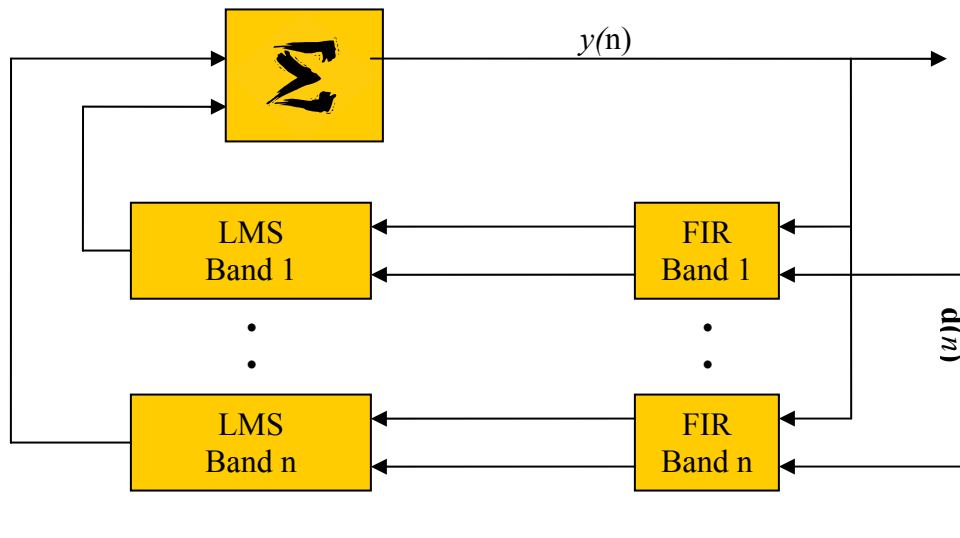 Σ
y(n)
LMS
Band 1
FIR
Band 1
d(n)
LMS
Band n
FIR
Band n